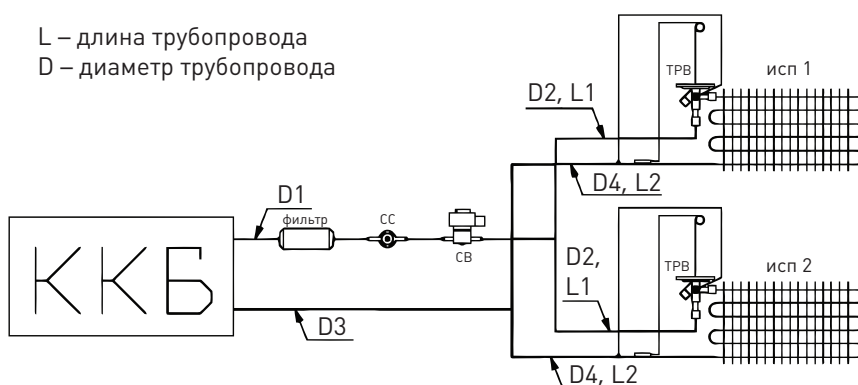 L – длина трубопровода
D – диаметр трубопровода
ТРВ
исп 1
D2, L1
D4, L2
D1
фильтр
СС
СВ
ККБ
D2,
L1
ТРВ
исп 2
D3
D4, L2